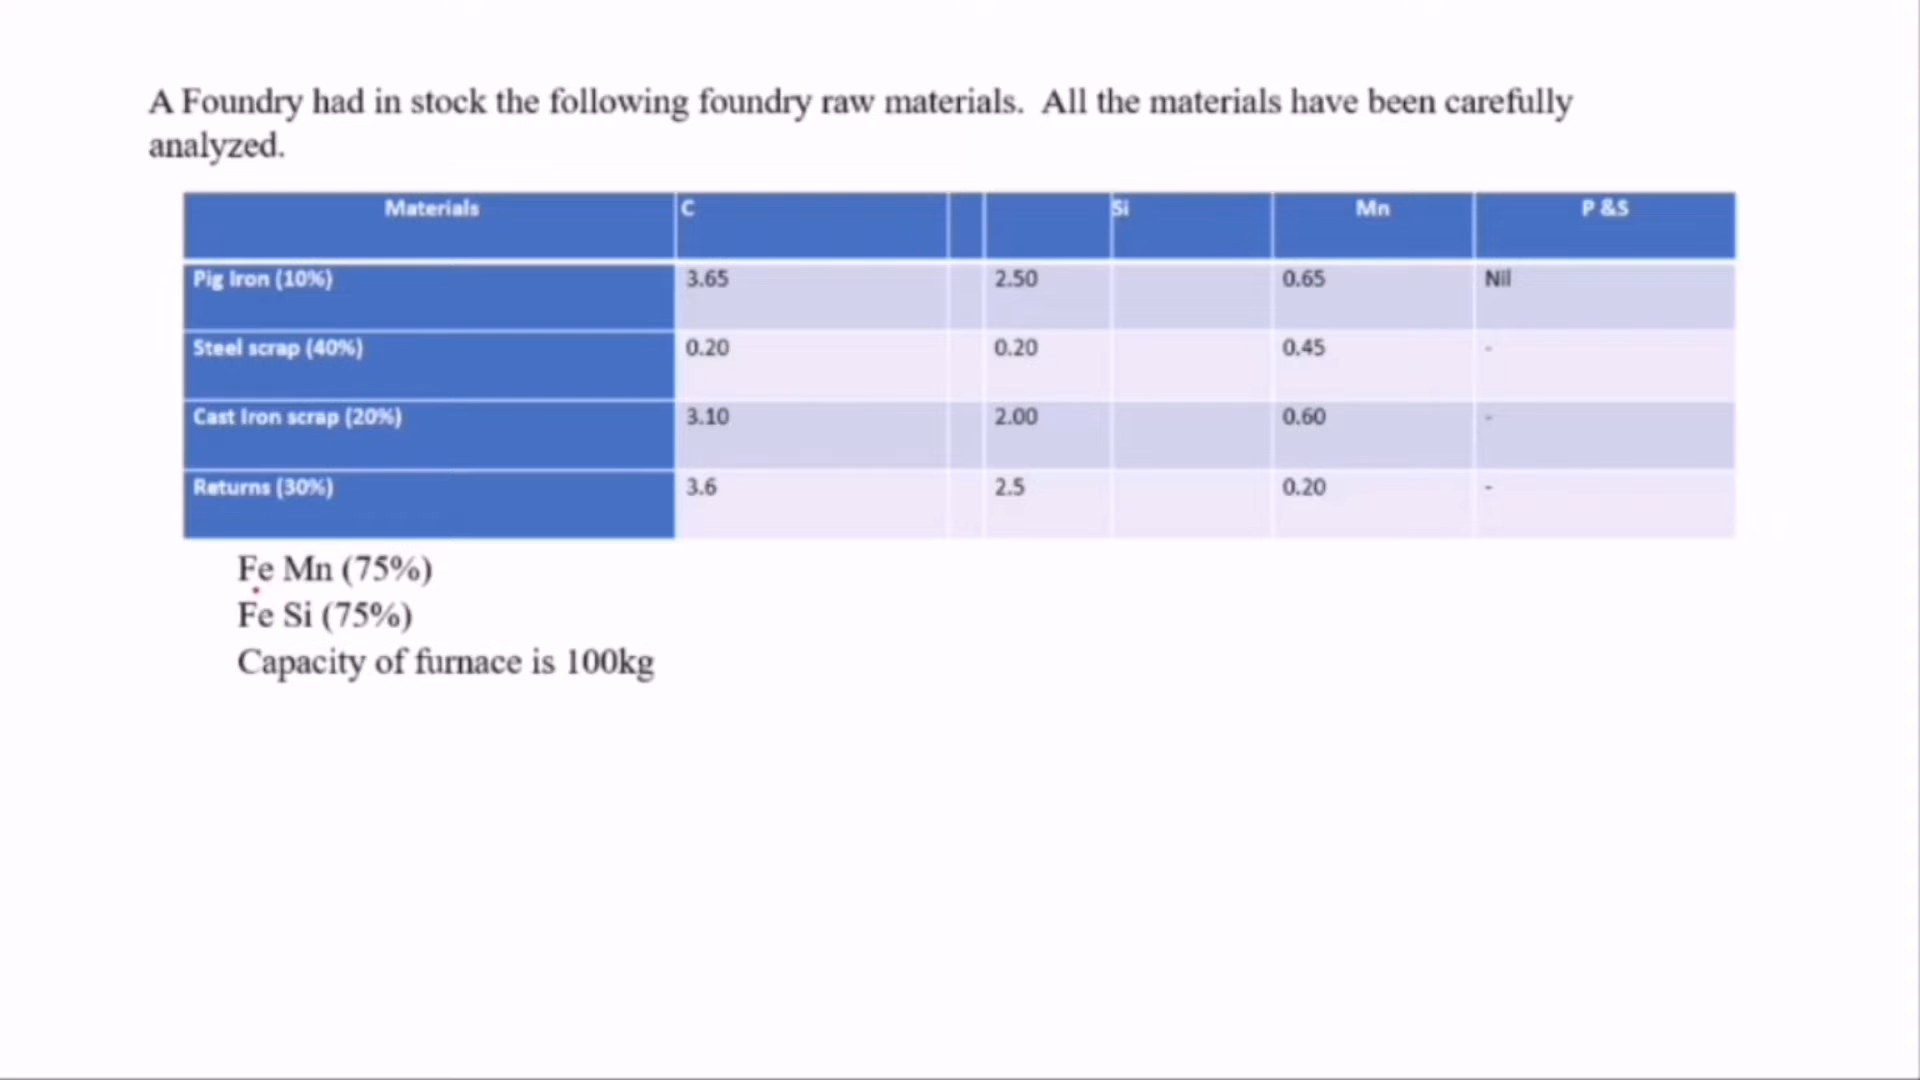 A Foundry had in stock the following foundry raw materials. All the materials have been carefully
analyzed.
Materials C Si Mn P &S
Pig Iron (10%) 3.65 2.50 0.65 Nil
Steel scrap (40%) 0.20 0.20 0.45 -
Cast Iron scrap (20%) 3.10 2.00 0.60 -
Returns (30%) 3.6 2.5 0.20 -
Fe Mn (75%)
Fe Si (75%)
Capacity of furnace is 100kg